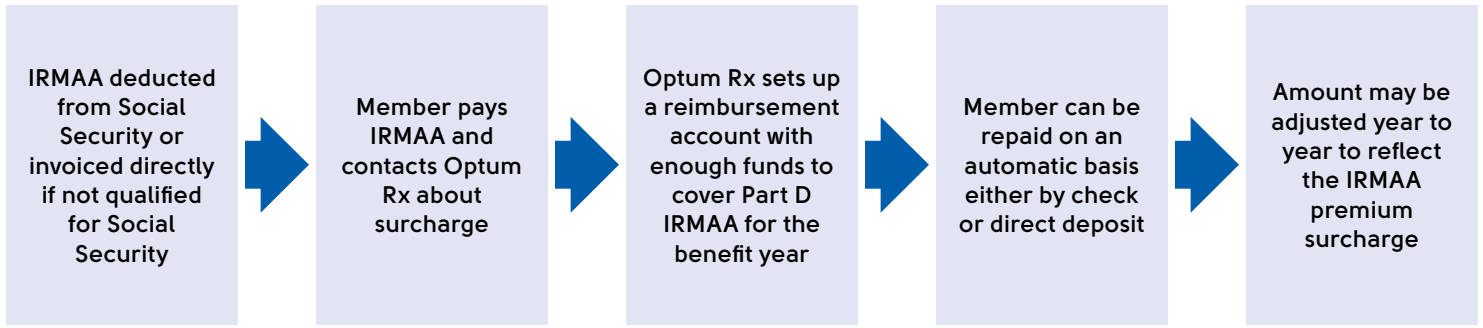 IRMAA deducted
from Social
Security or
invoiced directly
if not qualified
for Social
Security
Member pays
IRMAA and
contacts Optum
Rx about
surcharge
Optum Rx sets up
a reimbursement
account with
enough funds to
cover Part D
IRMAA for the
benefit year
Member can be
repaid on an
automatic basis
either by check
or direct deposit
Amount may be
adjusted year to
year to reflect
the IRMAA
premium
surcharge